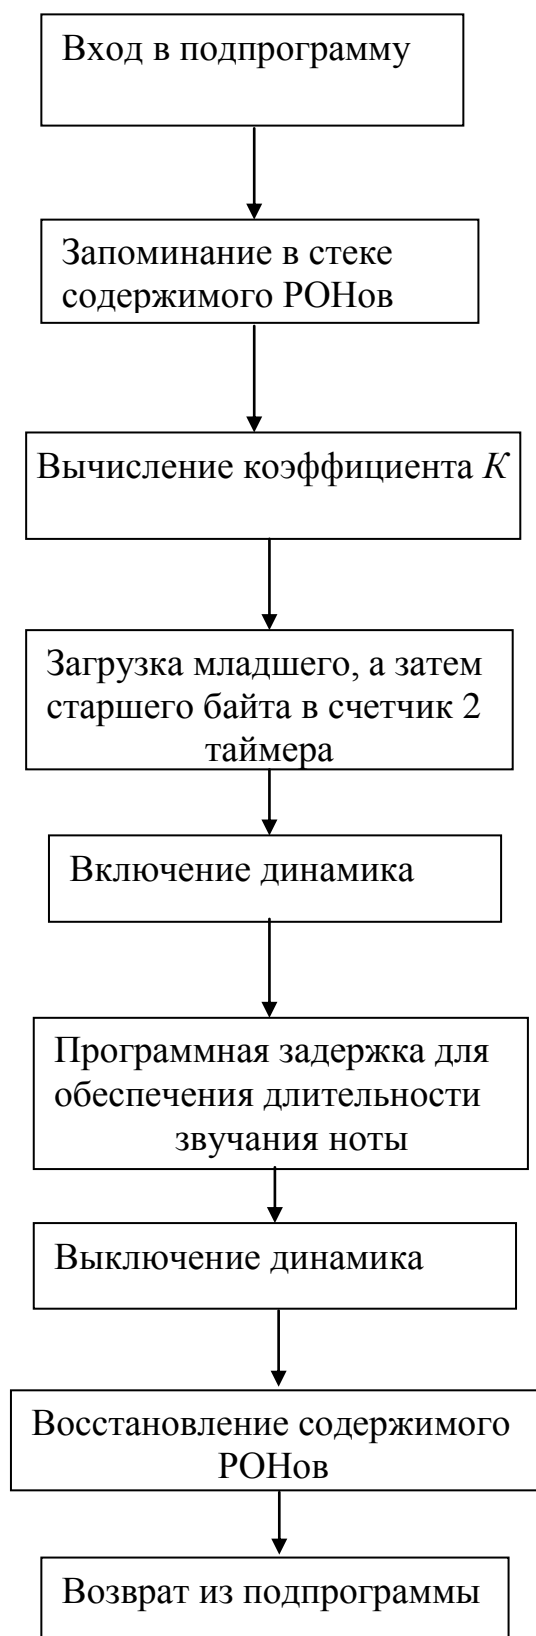 Вход в подпрограмму
Запоминание в стеке
содержимого РОНов
Вычисление коэффициента К
Загрузка младшего, а затем
старшего байта в счетчик 2
таймера
Включение динамика
Программная задержка для
обеспечения длительности
звучания ноты
Выключение динамика
Восстановление содержимого
РОНов
Возврат из подпрограммы